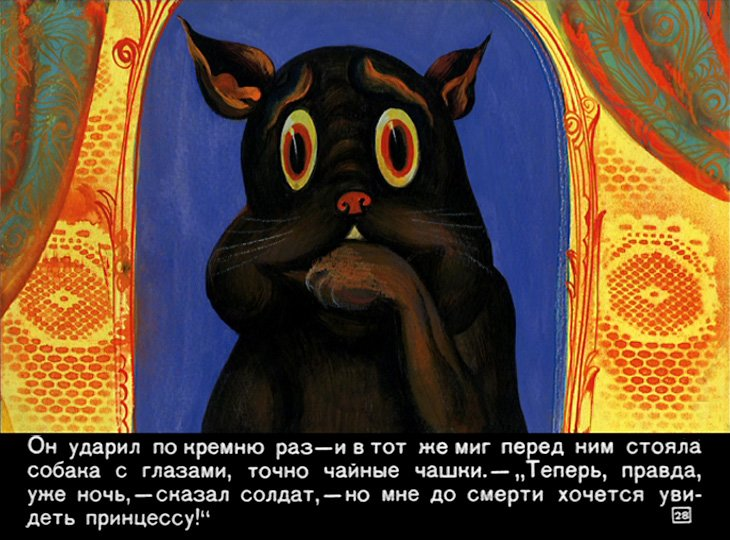 Он ударил по кремню раз—и в тот же миг перед ним стояла
собака с глазами, точно чайные чашки.—„Теперь, правда,
уже ночь,—сказал солдат,—но мне до смерти хочется уви-
деть принцессу!“
28